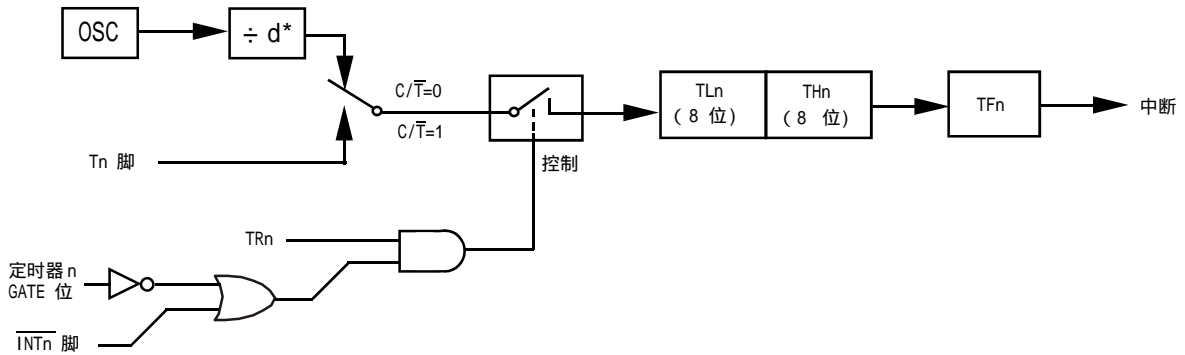 OSC
÷ d*
C/T̅=0
C/T̅=1
Tn 脚
控制
TLn
(8 位)
THn
(8 位)
TFn
中断
TRn
定时器 n
GATE 位
I̅N̅T̅n̅ 脚